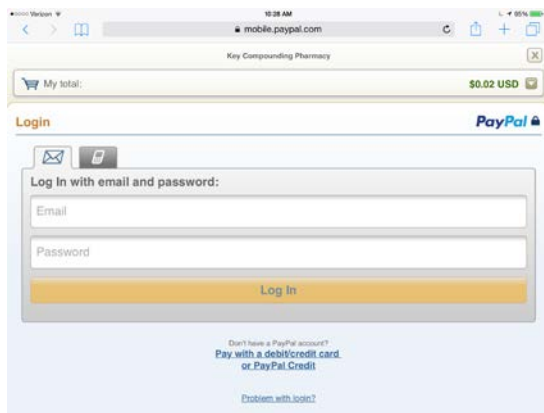 Verizon 10:28 AM 95%
mobile.paypal.com
Key Compounding Pharmacy
My total: $0.02 USD
Login PayPal
Log In with email and password:
Email
Password
Log In
Don't have a PayPal account?
Pay with a debit/credit card
or PayPal Credit
Problem with login?